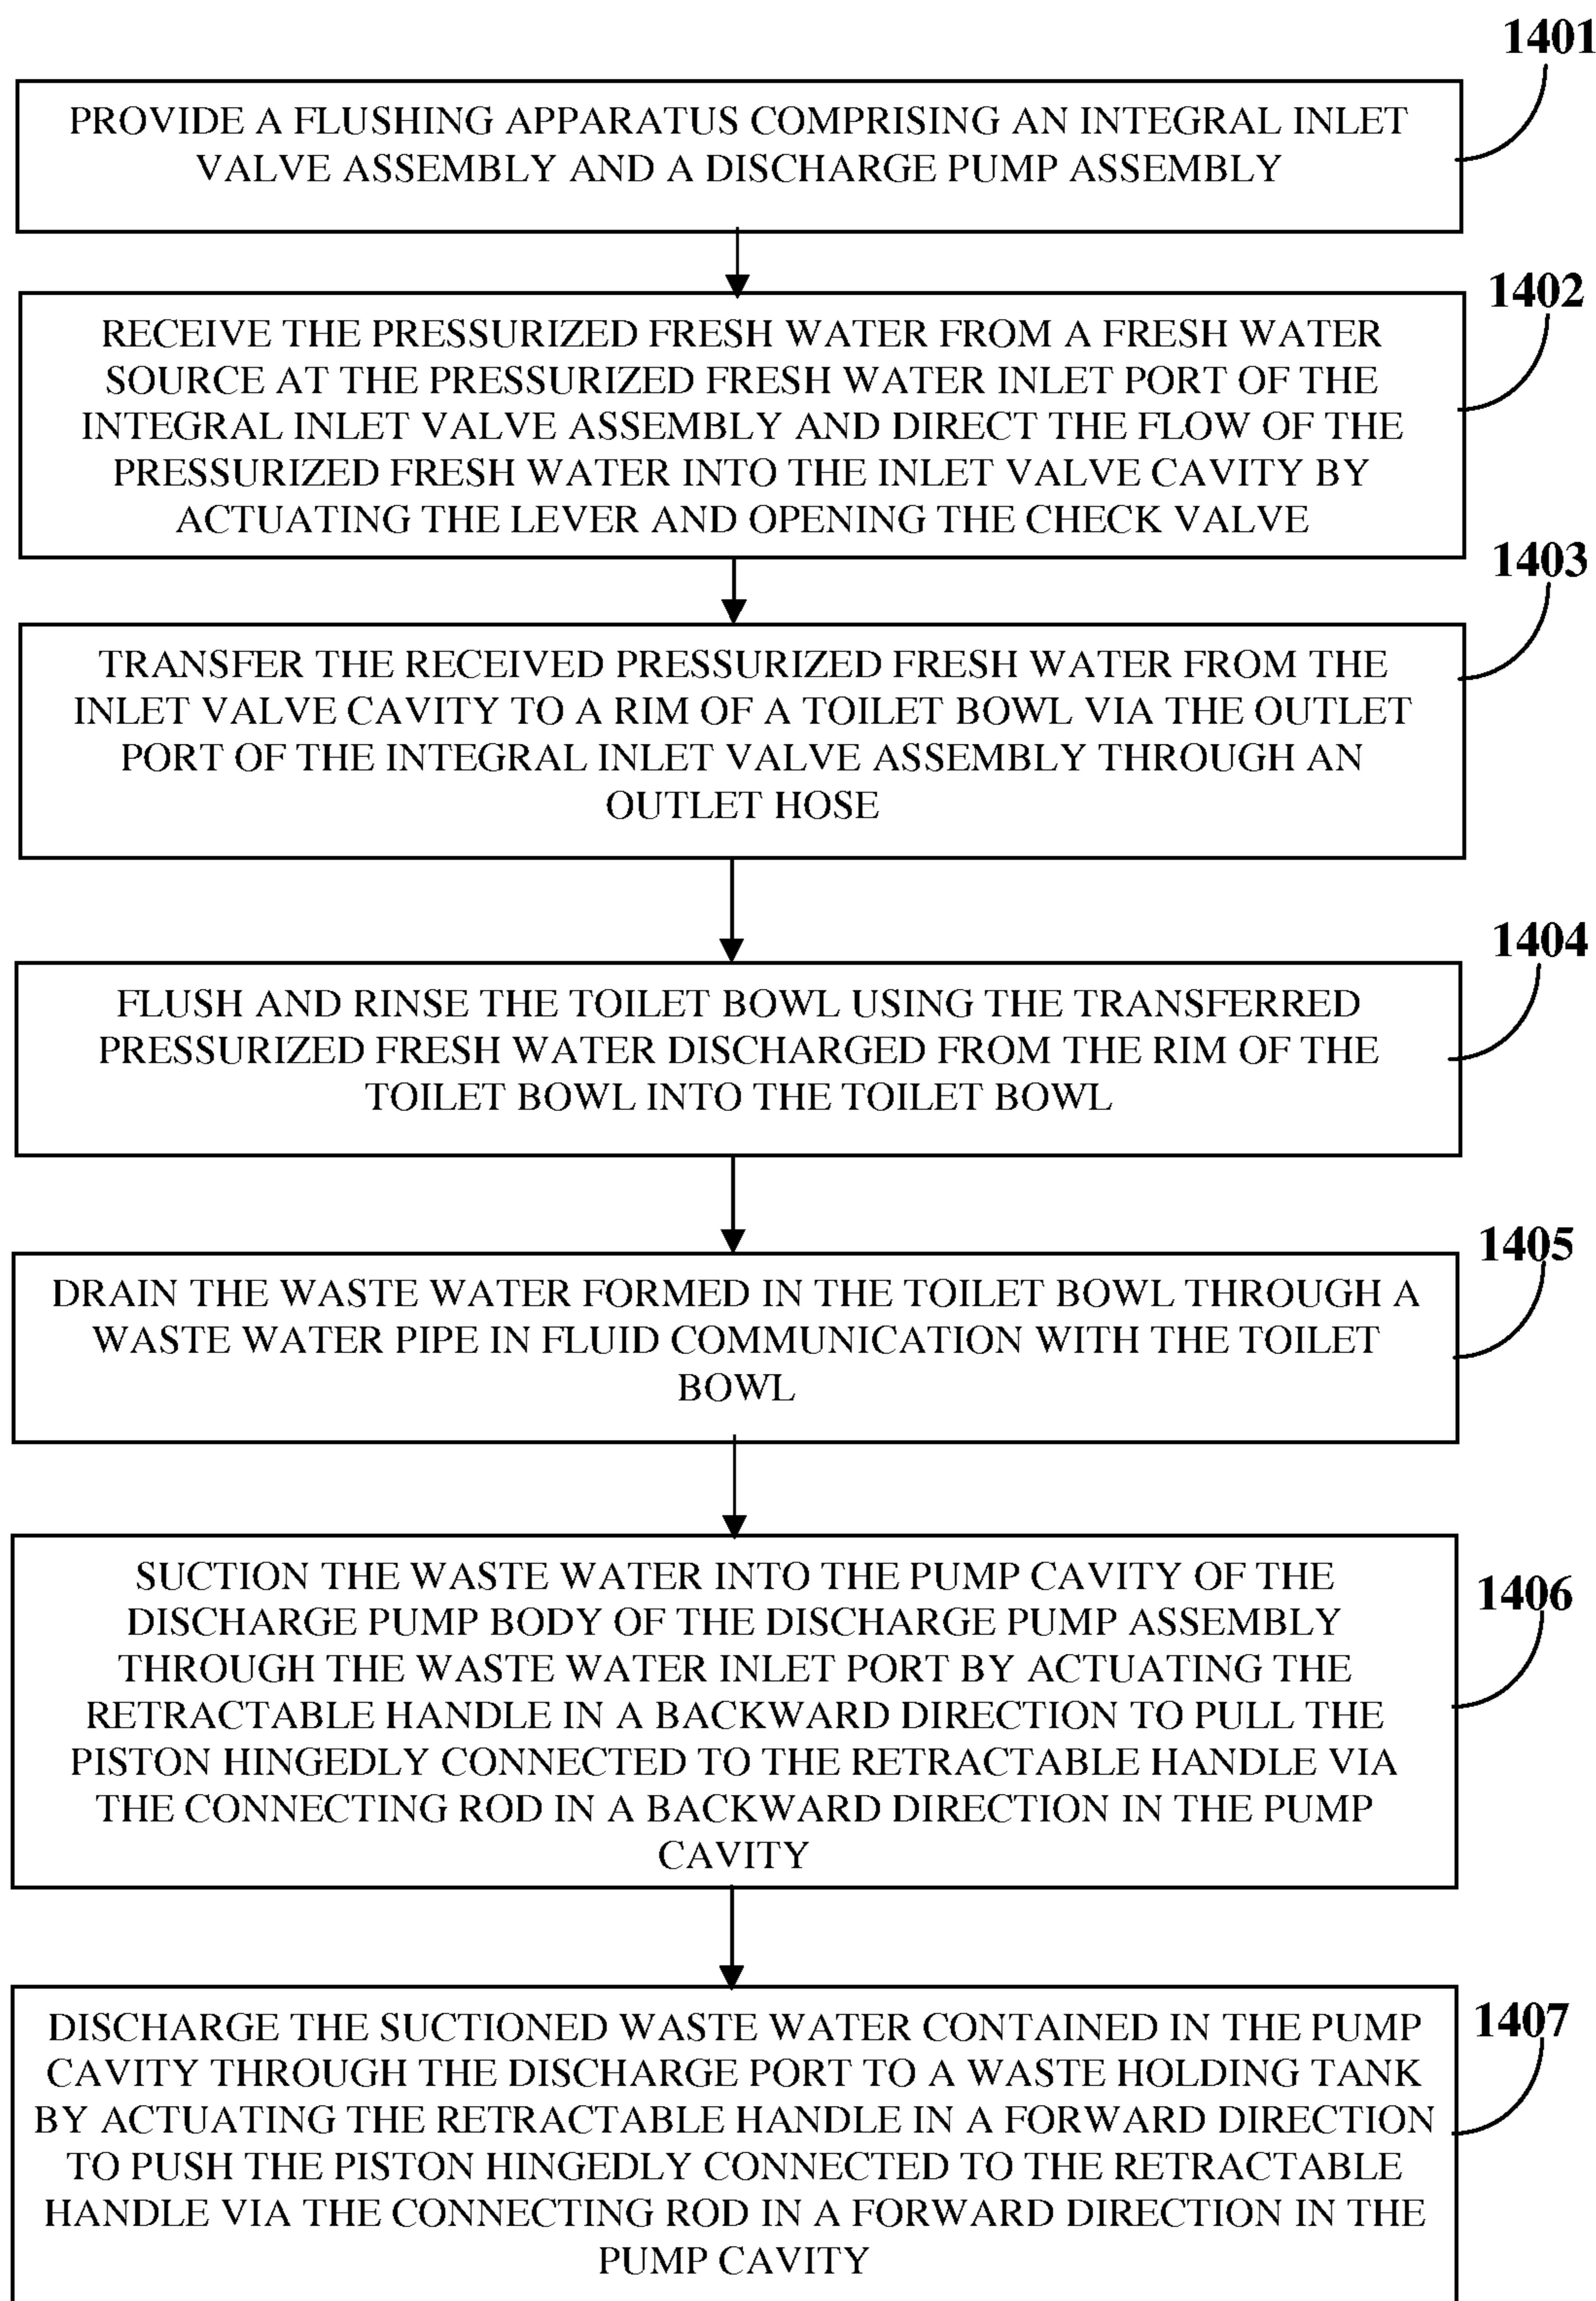 1401
PROVIDE A FLUSHING APPARATUS COMPRISING AN INTEGRAL INLET
VALVE ASSEMBLY AND A DISCHARGE PUMP ASSEMBLY
1402
RECEIVE THE PRESSURIZED FRESH WATER FROM A FRESH WATER
SOURCE AT THE PRESSURIZED FRESH WATER INLET PORT OF THE
INTEGRAL INLET VALVE ASSEMBLY AND DIRECT THE FLOW OF THE
PRESSURIZED FRESH WATER INTO THE INLET VALVE CAVITY BY
ACTUATING THE LEVER AND OPENING THE CHECK VALVE
1403
TRANSFER THE RECEIVED PRESSURIZED FRESH WATER FROM THE
INLET VALVE CAVITY TO A RIM OF A TOILET BOWL VIA THE OUTLET
PORT OF THE INTEGRAL INLET VALVE ASSEMBLY THROUGH AN
OUTLET HOSE
1404
FLUSH AND RINSE THE TOILET BOWL USING THE TRANSFERRED
PRESSURIZED FRESH WATER DISCHARGED FROM THE RIM OF THE
TOILET BOWL INTO THE TOILET BOWL
1405
DRAIN THE WASTE WATER FORMED IN THE TOILET BOWL THROUGH A
WASTE WATER PIPE IN FLUID COMMUNICATION WITH THE TOILET
BOWL
1406
SUCTION THE WASTE WATER INTO THE PUMP CAVITY OF THE
DISCHARGE PUMP BODY OF THE DISCHARGE PUMP ASSEMBLY
THROUGH THE WASTE WATER INLET PORT BY ACTUATING THE
RETRACTABLE HANDLE IN A BACKWARD DIRECTION TO PULL THE
PISTON HINGEDLY CONNECTED TO THE RETRACTABLE HANDLE VIA
THE CONNECTING ROD IN A BACKWARD DIRECTION IN THE PUMP
CAVITY
1407
DISCHARGE THE SUCTIONED WASTE WATER CONTAINED IN THE PUMP
CAVITY THROUGH THE DISCHARGE PORT TO A WASTE HOLDING TANK
BY ACTUATING THE RETRACTABLE HANDLE IN A FORWARD DIRECTION
TO PUSH THE PISTON HINGEDLY CONNECTED TO THE RETRACTABLE
HANDLE VIA THE CONNECTING ROD IN A FORWARD DIRECTION IN THE
PUMP CAVITY